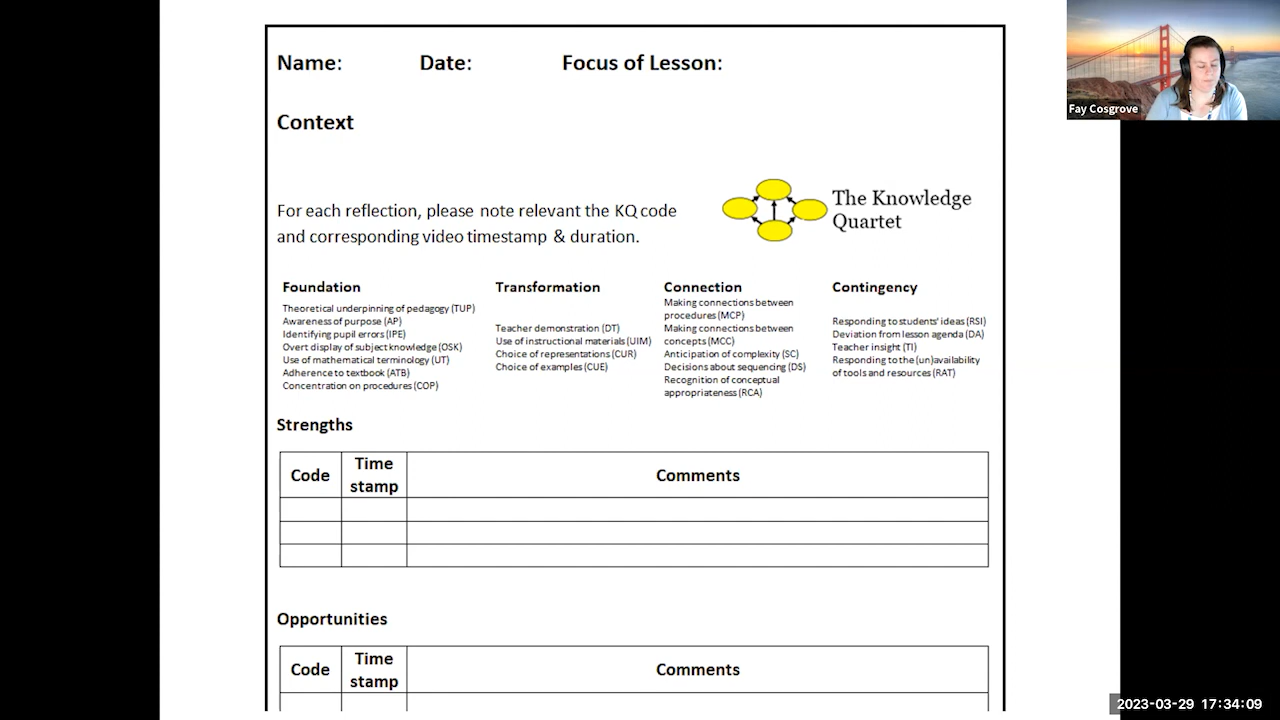 Name: Date: Focus of Lesson:
Fay Cosgrove
Context
For each reflection, please note relevant the KQ code
and corresponding video timestamp & duration.
The Knowledge
Quartet
Foundation
Theoretical underpinning of pedagogy (TUP)
Awareness of purpose (AP)
Identifying pupil errors (IPE)
Overt display of subject knowledge (OSK)
Use of mathematical terminology (UT)
Adherence to textbook (ATB)
Concentration on procedures (COP)
Transformation
Teacher demonstration (DT)
Use of instructional materials (UIM)
Choice of representations (CUR)
Choice of examples (CUE)
Connection
Making connections between
procedures (MCP)
Making connections between
concepts (MCC)
Anticipation of complexity (SC)
Decisions about sequencing (DS)
Recognition of conceptual
appropriateness (RCA)
Contingency
Responding to students' ideas (RSI)
Deviation from lesson agenda (DA)
Teacher insight (TI)
Responding to the (un)availability
of tools and resources (RAT)
Strengths
Code
Time
stamp
Comments
Opportunities
Code
Time
stamp
Comments
2023-03-29 17:34:09